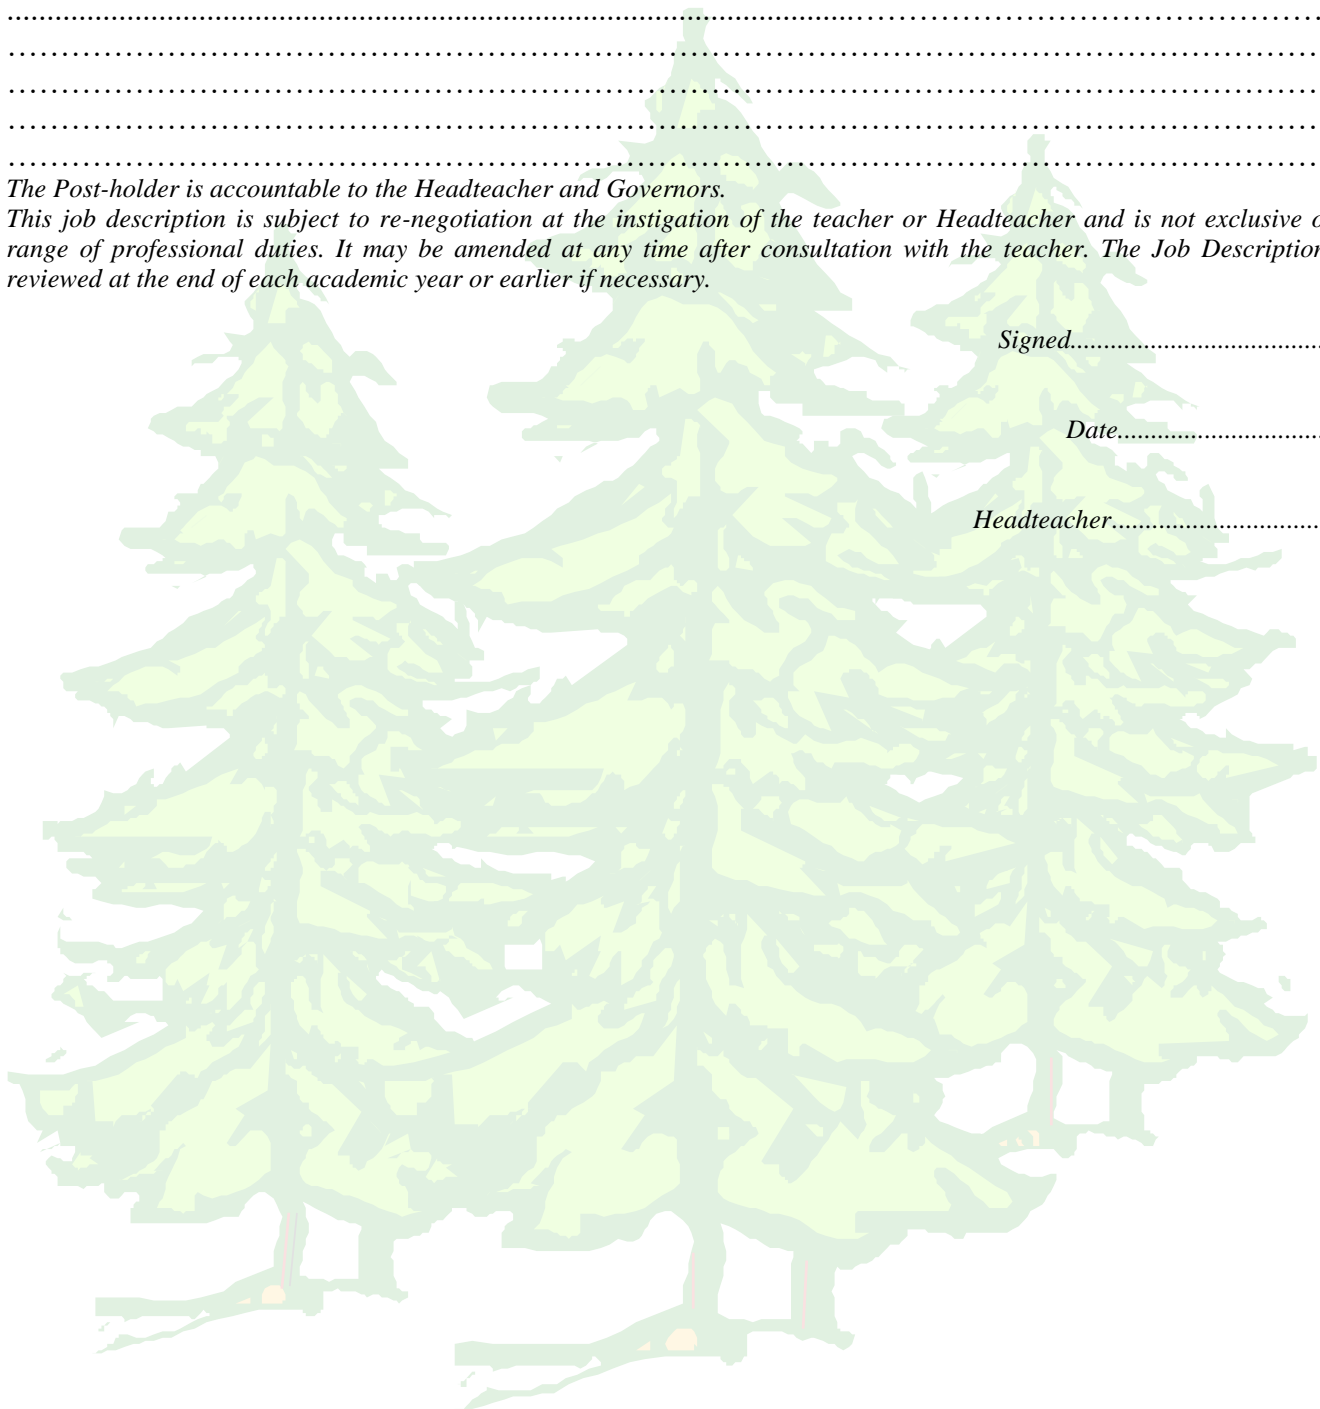 ................................................................................................................................................................
…………………………………………………………………………………………………………
…………………………………………………………………………………………………………
…………………………………………………………………………………………………………
…………………………………………………………………………………………………………
The Post-holder is accountable to the Headteacher and Governors.
This job description is subject to re-negotiation at the instigation of the teacher or Headteacher and is not exclusive
range of professional duties. It may be amended at any time after consultation with the teacher. The Job Description
reviewed at the end of each academic year or earlier if necessary.
Signed......................................
Date...............................
Headteacher...............................